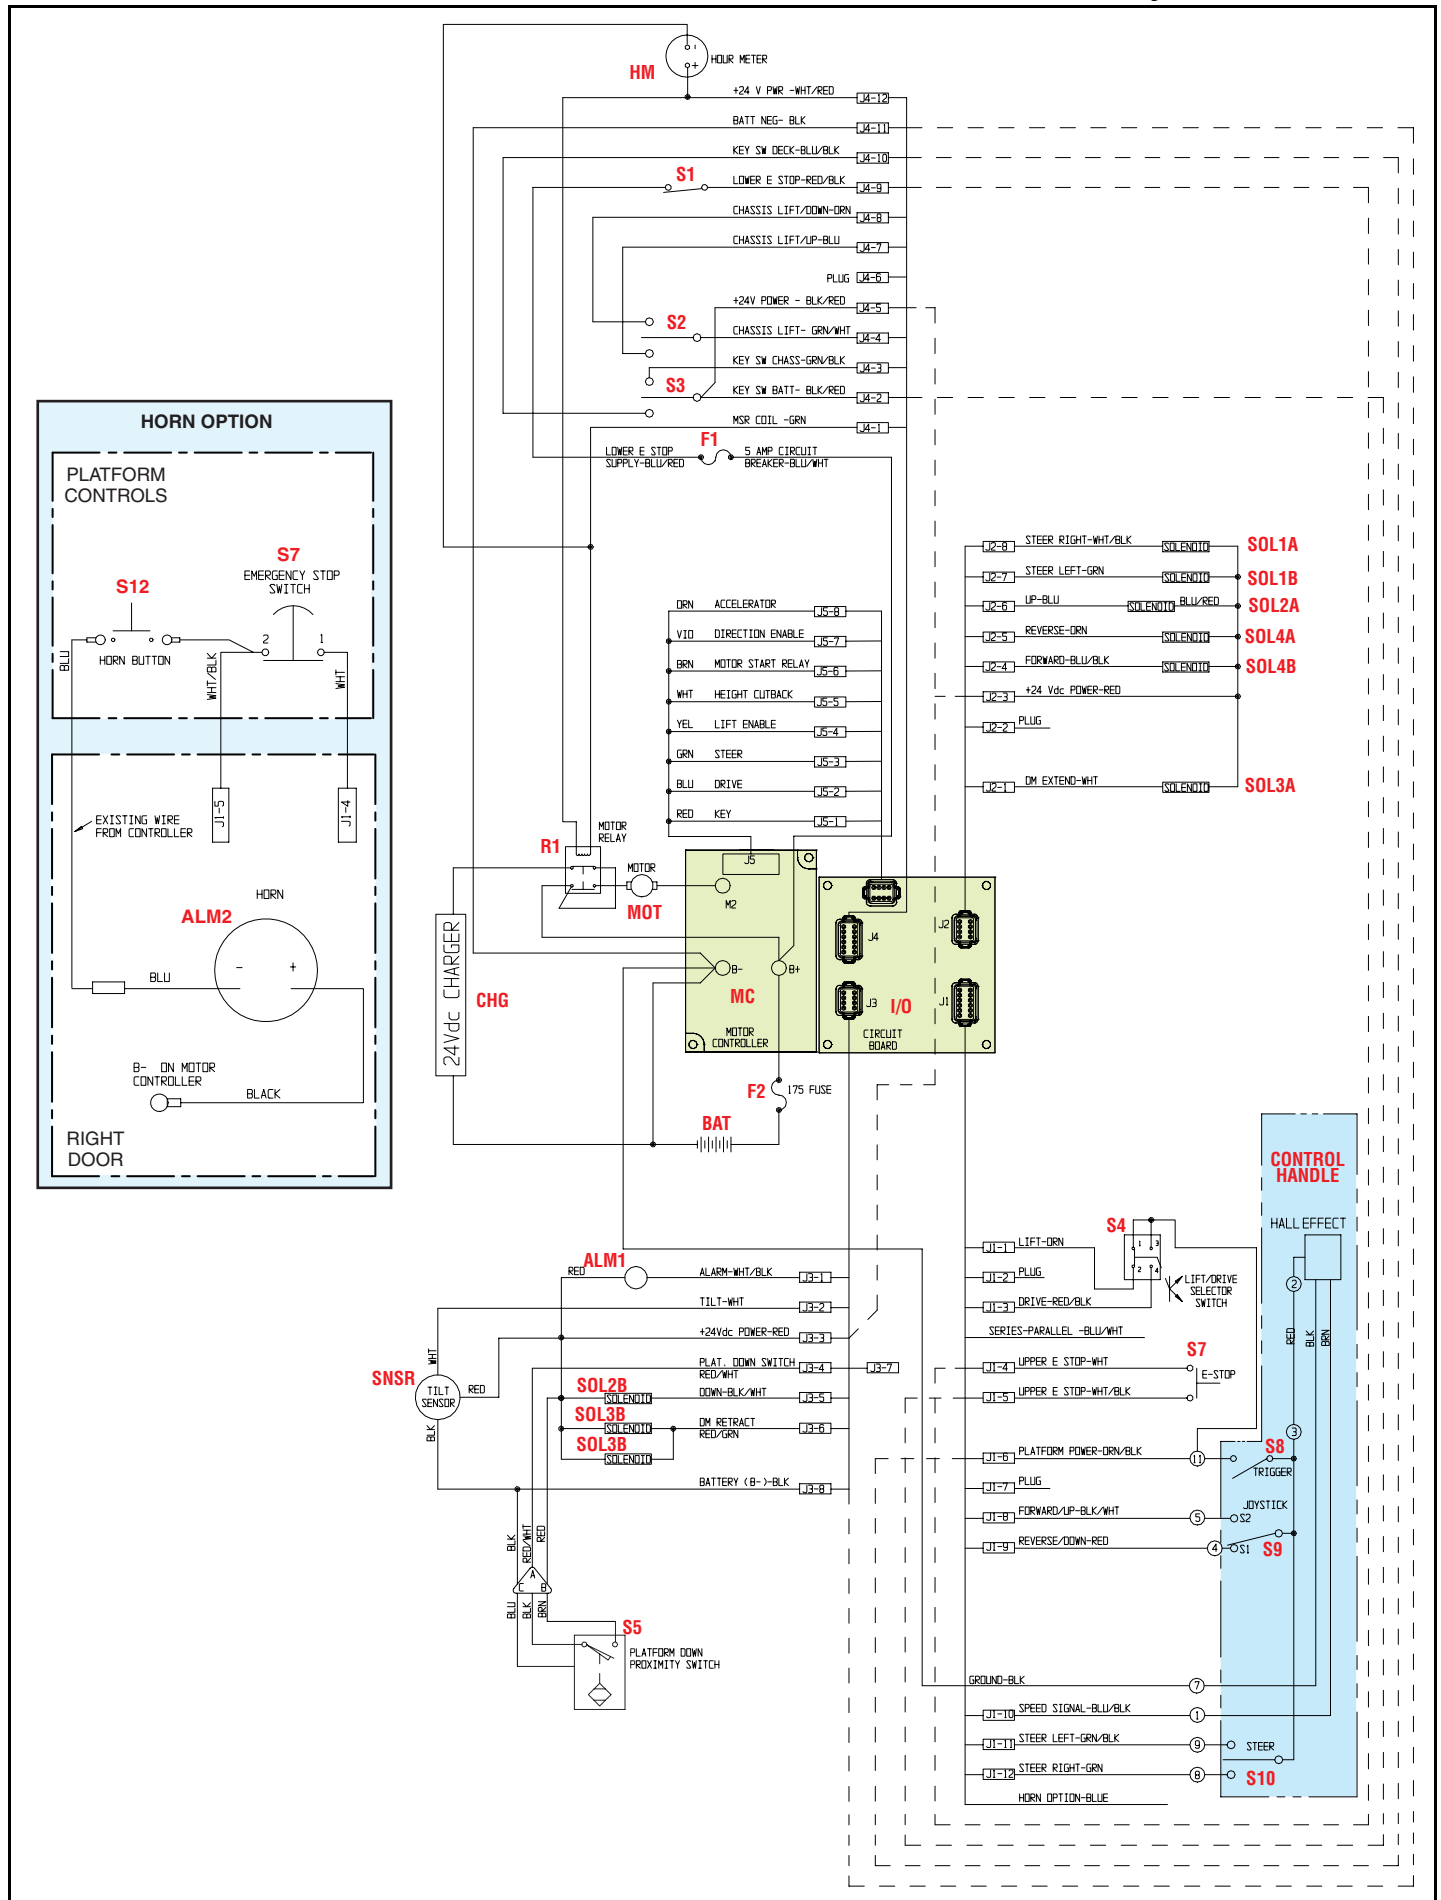 HM
HOUR METER
-
+
+24 V PWR -WHT/RED
J4-12
BATT NEG- BLK
J4-11
KEY SW DECK-BLU/BLK
J4-10
S1
LOWER E STOP-RED/BLK
J4-9
CHASSIS LIFT/DOWN-ORN
J4-8
CHASSIS LIFT/UP-BLU
J4-7
PLUG
J4-6
+24V POWER - BLK/RED
J4-5
S2
CHASSIS LIFT- GRN/WHT
J4-4
KEY SW CHASS-GRN/BLK
J4-3
S3
KEY SW BATT- BLK/RED
J4-2
MSR COIL -GRN
J4-1
F1
LOWER E STOP
SUPPLY-BLU/RED
5 AMP CIRCUIT
BREAKER-BLU/WHT
HORN OPTION
PLATFORM
CONTROLS
S7
EMERGENCY STOP
SWITCH
S12
2
1
HORN BUTTON
BLU
WHT/BLK
WHT
J1-5
J1-4
EXISTING WIRE
FROM CONTROLLER
HORN
ALM2
-
+
BLU
B- ON MOTOR
CONTROLLER
BLACK
RIGHT
DOOR
J2-8
STEER RIGHT-WHT/BLK
SOLENOID
SOL1A
J2-7
STEER LEFT-GRN
SOLENOID
SOL1B
J2-6
UP-BLU
SOLENOID
BLU/RED
SOL2A
J2-5
REVERSE-ORN
SOLENOID
SOL4A
J2-4
FORWARD-BLU/BLK
SOLENOID
SOL4B
J2-3
+24 Vdc POWER-RED
J2-2
PLUG
J2-1
DM EXTEND-WHT
SOLENOID
SOL3A
ORN ACCELERATOR
J5-8
VIO DIRECTION ENABLE
J5-7
BRN MOTOR START RELAY
J5-6
WHT HEIGHT CUTBACK
J5-5
YEL LIFT ENABLE
J5-4
GRN STEER
J5-3
BLU DRIVE
J5-2
RED KEY
J5-1
R1
MOTOR
RELAY
MOTOR
MOT
J5
M2
B-
B+
MC
MOTOR
CONTROLLER
J4
J2
J3
J1
I/O
CIRCUIT
BOARD
CHG
24Vdc CHARGER
F2
175 FUSE
BAT
CONTROL
HANDLE
HALL EFFECT
2
RED
BLK
BRN
3
S4
1
3
2
4
LIFT/DRIVE
SELECTOR
SWITCH
J1-1
LIFT-ORN
J1-2
PLUG
J1-3
DRIVE-RED/BLK
SERIES-PARALLEL -BLU/WHT
S7
J1-4
UPPER E STOP-WHT
E-STOP
J1-5
UPPER E STOP-WHT/BLK
J1-6
PLATFORM POWER-ORN/BLK
11
S8
TRIGGER
J1-7
PLUG
J1-8
FORWARD/UP-BLK/WHT
5
JOYSTICK
S2
J1-9
REVERSE/DOWN-RED
4
S1
S9
GROUND-BLK
7
J1-10
SPEED SIGNAL-BLU/BLK
1
J1-11
STEER LEFT-GRN/BLK
9
STEER
J1-12
STEER RIGHT-GRN
8
S10
HORN OPTION-BLUE
ALM1
RED
ALARM-WHT/BLK
J3-1
TILT-WHT
J3-2
+24Vdc POWER-RED
J3-3
PLAT. DOWN SWITCH
RED/WHT
J3-4
J3-7
SNSR
TILT
SENSOR
WHT
RED
BLK
SOL2B
SOLENOID
DOWN-BLK/WHT
J3-5
SOL3B
SOLENOID
DM RETRACT
RED/GRN
J3-6
SOL3B
SOLENOID
BATTERY (B-)-BLK
J3-8
BLK
RED/WHT
RED
A
C
B
BLU
BLK
BRN
S5
PLATFORM DOWN
PROXIMITY SWITCH